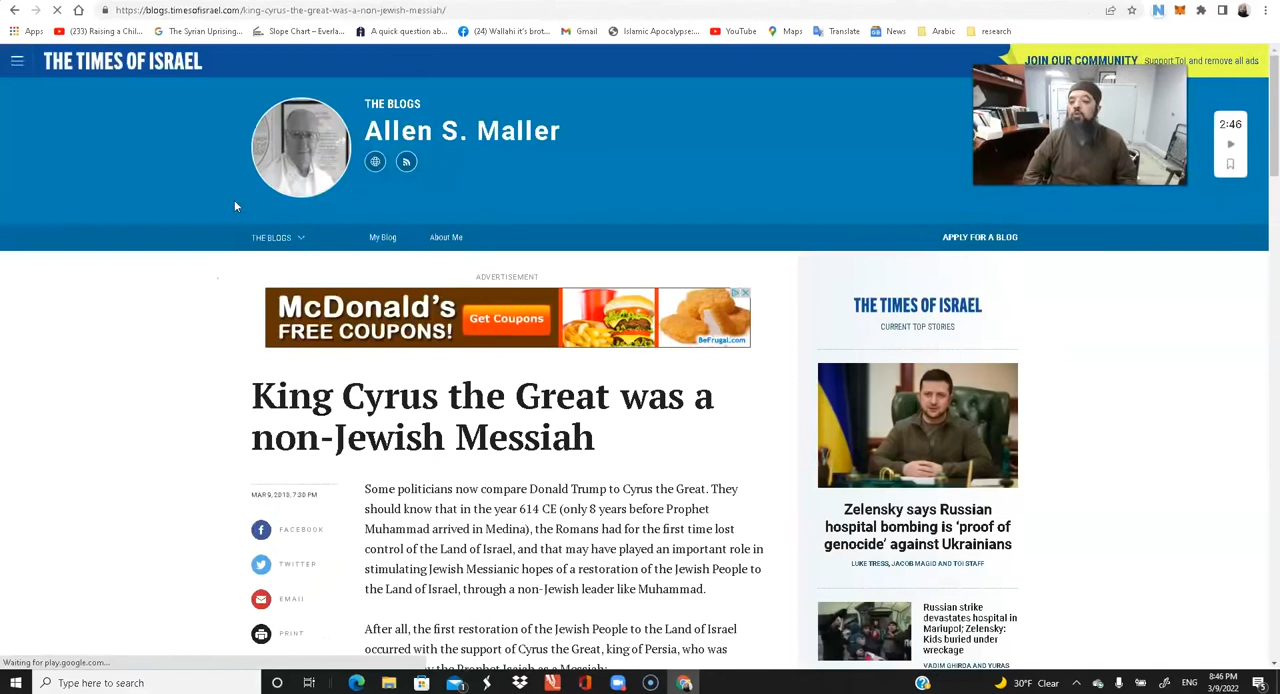 https://blogs.timesofisrael.com/king-cyrus-the-great-was-a-non-jewish-messiah/
Apps
(233) Raising a Chil...
The Syrian Uprising...
Slope Chart – Everla...
A quick question ab...
(24) Wallahi it's brot...
Gmail
Islamic Apocalypse:...
YouTube
Maps
Translate
News
Arabic
research
THE TIMES OF ISRAEL
JOIN OUR COMMUNITY
Support ToI and remove all ads
THE BLOGS
Allen S. Maller
2:46
THE BLOGS
My Blog
About Me
APPLY FOR A BLOG
ADVERTISEMENT
McDonald's
FREE COUPONS!
Get Coupons
BeFrugal.com
King Cyrus the Great was a
non-Jewish Messiah
7:30 PM
FACEBOOK
TWITTER
EMAIL
PRINT
Some politicians now compare Donald Trump to Cyrus the Great. They
should know that in the year 614 CE (only 8 years before Prophet
Muhammad arrived in Medina), the Romans had for the first time lost
control of the Land of Israel, and that may have played an important role in
stimulating Jewish Messianic hopes of a restoration of the Jewish People to
the Land of Israel, through a non-Jewish leader like Muhammad.
After all, the first restoration of the Jewish People to the Land of Israel
occurred with the support of Cyrus the Great, king of Persia, who was
by the Prophet Isaiah as a Messiah:
THE TIMES OF ISRAEL
CURRENT TOP STORIES
Zelensky says Russian
hospital bombing is 'proof of
genocide' against Ukrainians
LUKE TRESS, JACOB MAGID AND TOI STAFF
Russian strike
devastates hospital in
Mariupol; Zelensky:
Kids buried under
wreckage
VADIM GHIRDA AND YURAS
Waiting for play.google.com...
Type here to search
30°F Clear
ENG
8:46 PM
3/9/2022